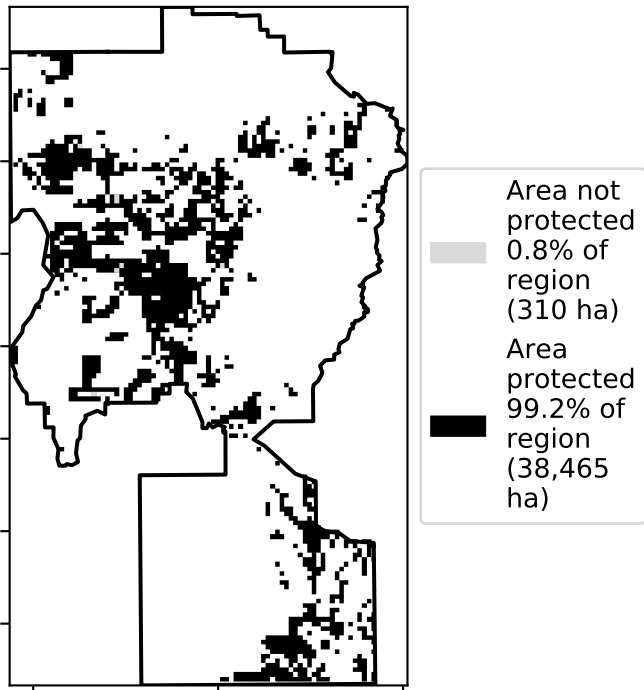 Area not
protected
0.8% of
region
(310 ha)
Area
protected
99.2% of
region
(38,465
ha)